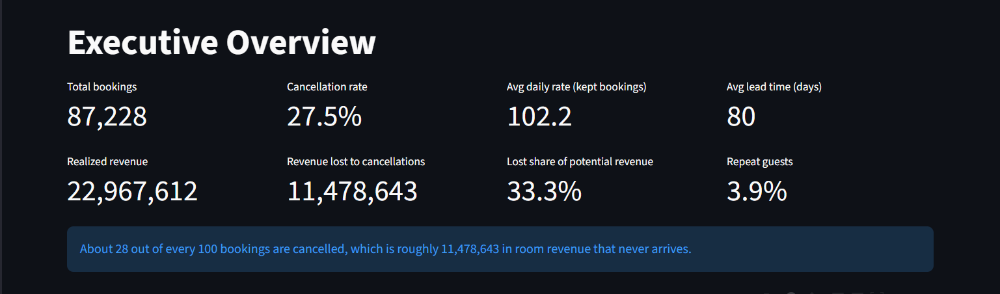 Executive Overview
Total bookings
87,228
Cancellation rate
27.5%
Avg daily rate (kept bookings)
102.2
Avg lead time (days)
80
Realized revenue
22,967,612
Revenue lost to cancellations
11,478,643
Lost share of potential revenue
33.3%
Repeat guests
3.9%
About 28 out of every 100 bookings are cancelled, which is roughly 11,478,643 in room revenue that never arrives.